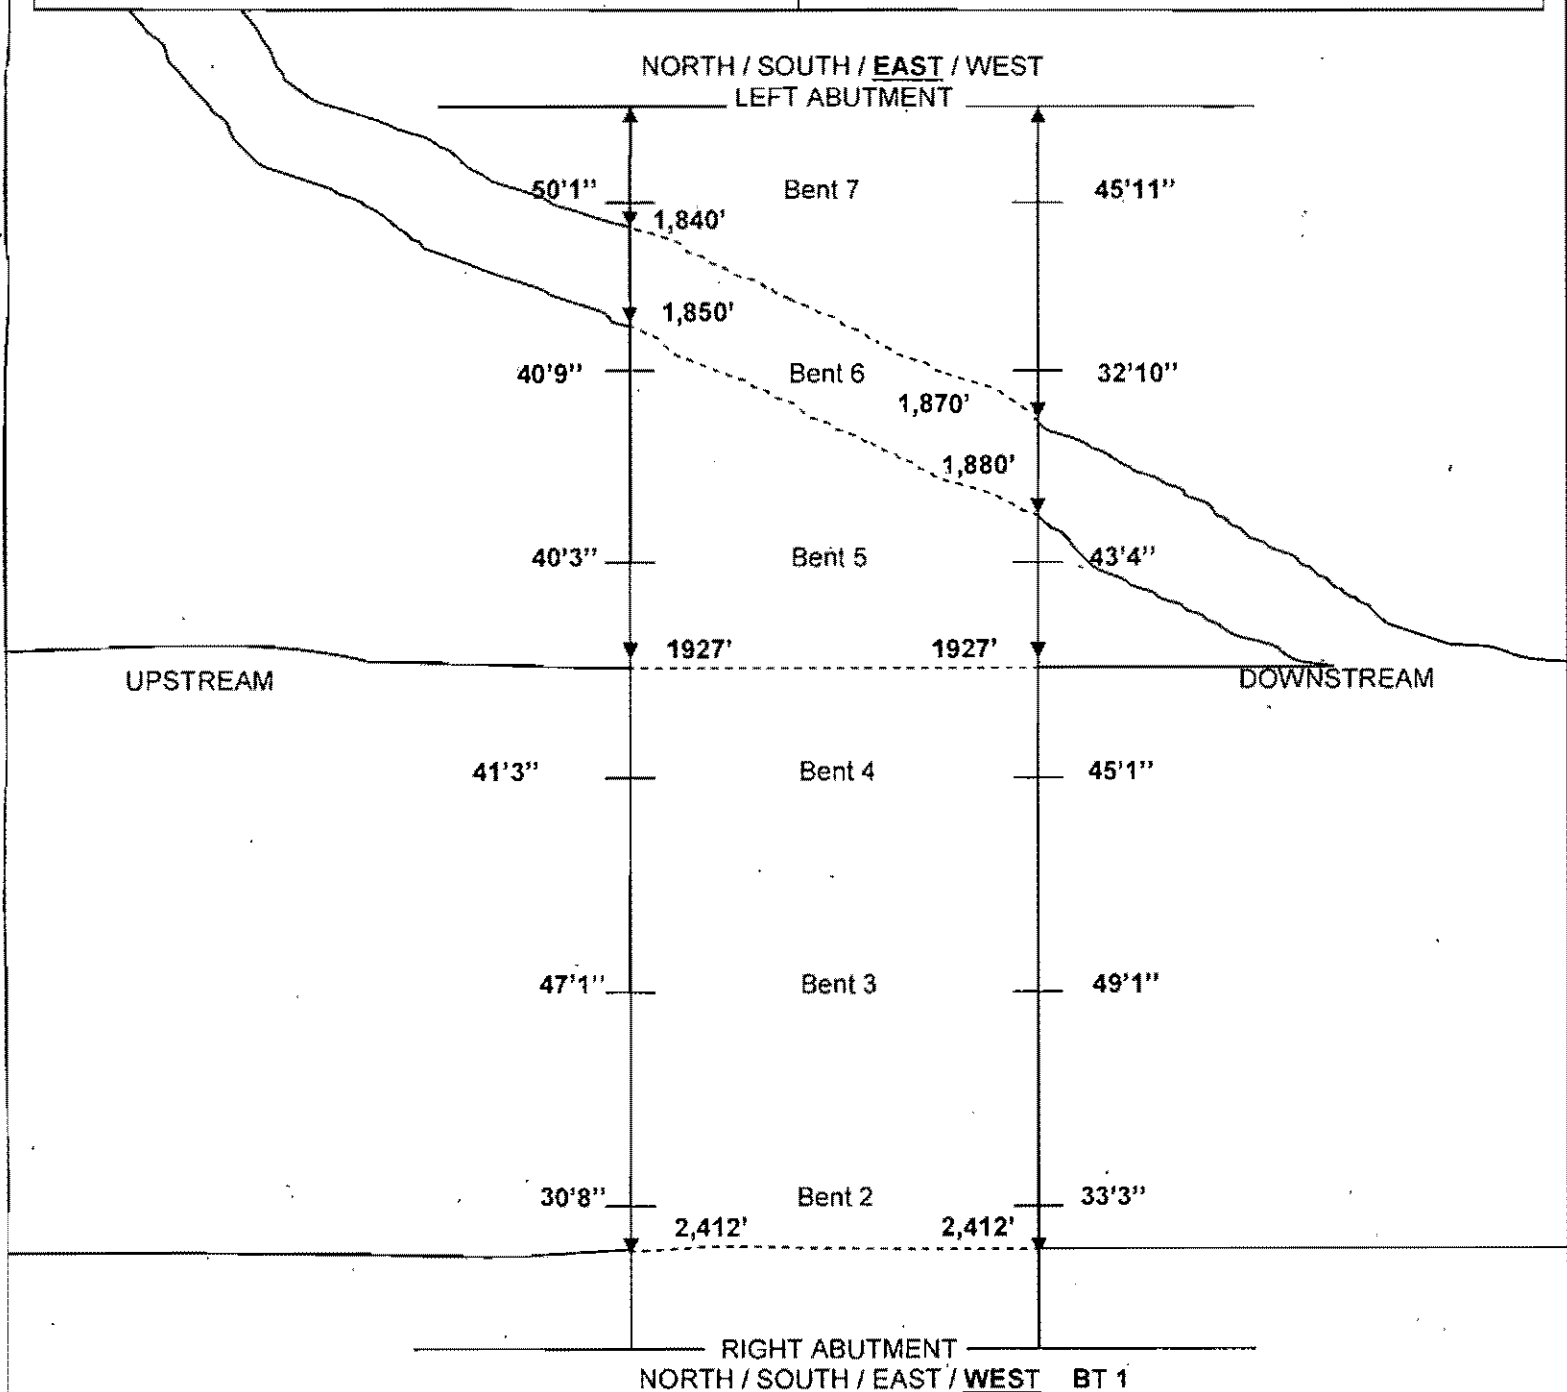 NORTH / SOUTH / EAST / WEST
LEFT ABUTMENT
50'1" Bent 7 45'11"
1,840'
1,850'
40'9" Bent 6 32'10"
1,870'
1,880'
40'3" Bent 5 43'4"
1927' 1927'
UPSTREAM DOWNSTREAM
41'3" Bent 4 45'1"
47'1" Bent 3 49'1"
30'8" Bent 2 33'3"
2,412' 2,412'
RIGHT ABUTMENT
NORTH / SOUTH / EAST / WEST BT 1